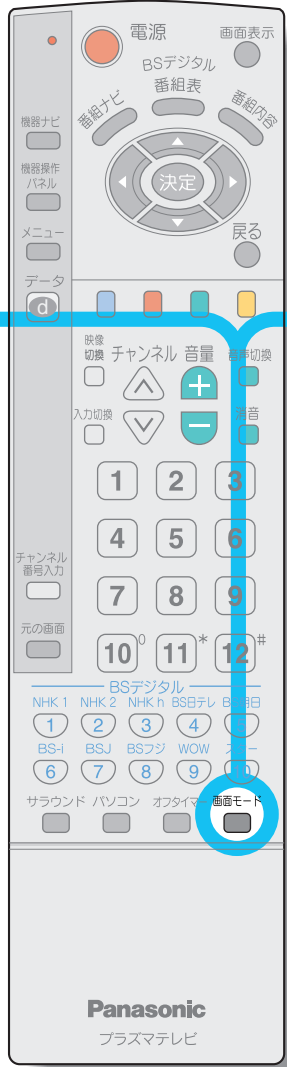 電源
画面表示
BSデジタル
番組表
番組ナビ
番組内容
機器ナビ
決定
機器操作
パネル
メニュー
戻る
データ
d
映像
切換
チャンネル
音量
音声切換
入力切換
消音
1 2 3
4 5 6
7 8 9
チャンネル
番号入力
元の画面
10 0 11 * 12 #
BSデジタル
NHK 1 NHK 2 NHK h BS日テレ
1 2 3 4
BS-i BSJ BSフジ WOW
6 7 8 9
サラウンド パソコン オフタイマー 画面モード
Panasonic
プラズマテレビ